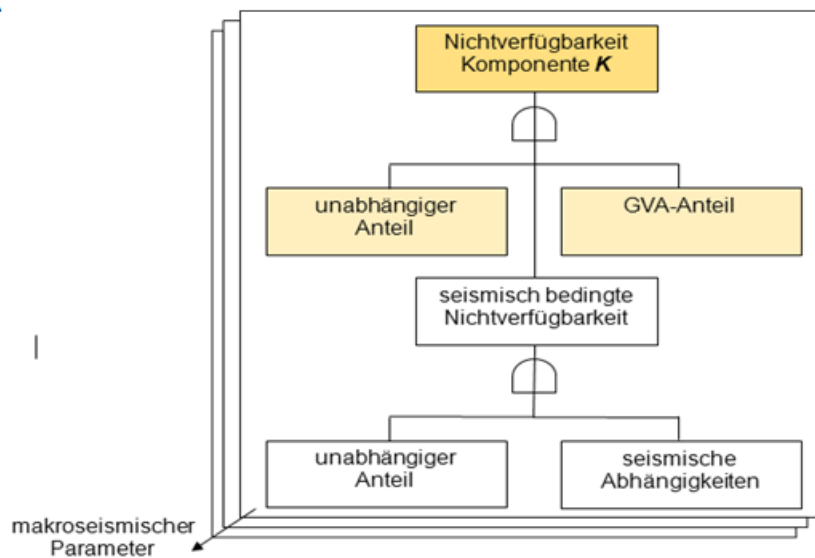 Nichtverfügbarkeit
Komponente K
unabhängiger
Anteil
GVA-Anteil
seismisch bedingte
Nichtverfügbarkeit
unabhängiger
Anteil
seismische
Abhängigkeiten
makroseismischer
Parameter